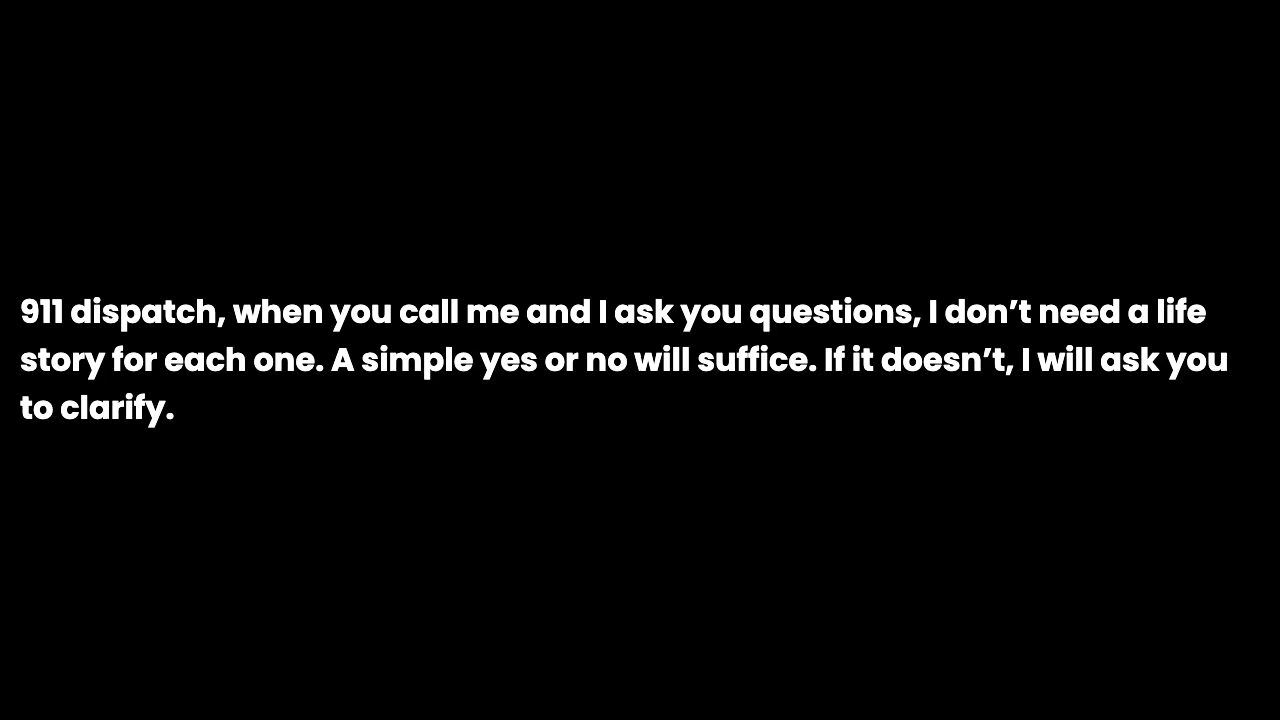 911 dispatch, when you call me and I ask you questions, I don’t need a life
story for each one. A simple yes or no will suffice. If it doesn’t, I will ask you
to clarify.